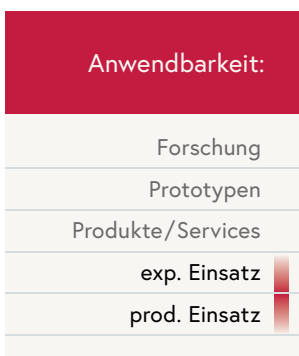 Anwendbarkeit:
Forschung
Prototypen
Produkte/Services
exp. Einsatz
prod. Einsatz